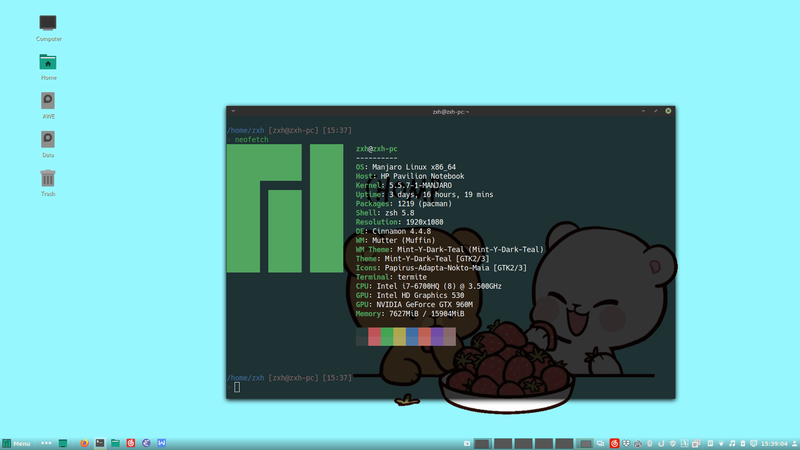 Computer
Home
AWE
Data
Trash
zxh@zxh-pc:~
/home/zxh [zxh@zxh-pc] [15:37]
neofetch
zxh@zxh-pc
----------
OS: Manjaro Linux x86_64
Host: HP Pavilion Notebook
Kernel: 5.5.7-1-MANJARO
Uptime: 3 days, 16 hours, 19 mins
Packages: 1219 (pacman)
Shell: zsh 5.8
Resolution: 1920x1080
DE: Cinnamon 4.4.8
WM: Mutter (Muffin)
WM Theme: Mint-Y-Dark-Teal (Mint-Y-Dark-Teal)
Theme: Mint-Y-Dark-Teal [GTK2/3]
Icons: Papirus-Adapta-Nokto-Maia [GTK2/3]
Terminal: termite
CPU: Intel i7-6700HQ (8) @ 3.500GHz
GPU: Intel HD Graphics 530
GPU: NVIDIA GeForce GTX 960M
Memory: 7627MiB / 15904MiB
/home/zxh [zxh@zxh-pc] [15:37]
Menu
15:39:04